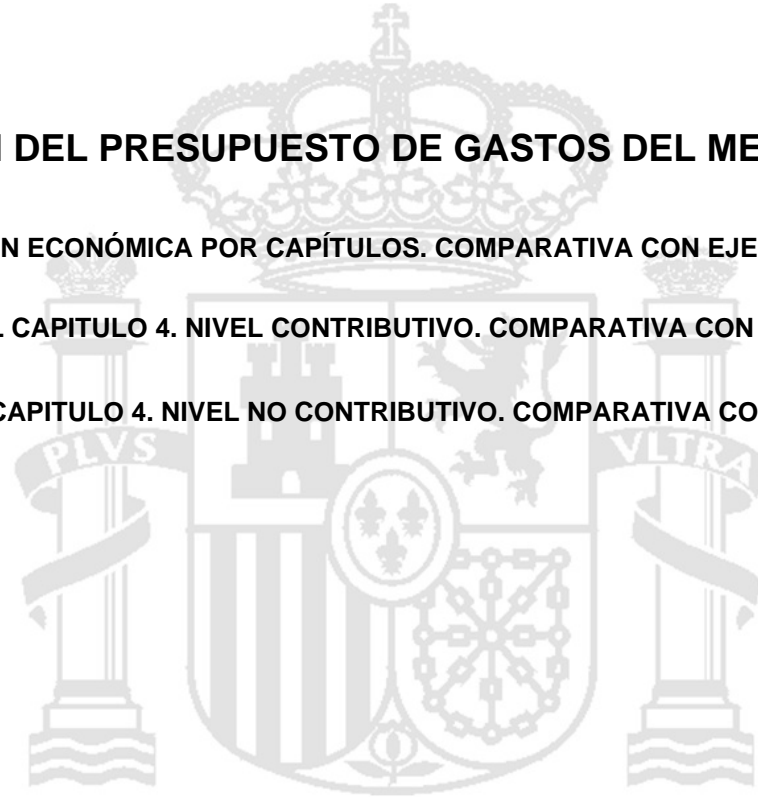 DEL PRESUPUESTO DE GASTOS DEL ME
N ECONÓMICA POR CAPÍTULOS. COMPARATIVA CON EJE
CAPITULO 4. NIVEL CONTRIBUTIVO. COMPARATIVA CON
CAPITULO 4. NIVEL NO CONTRIBUTIVO. COMPARATIVA CO
PLVS VLTRA